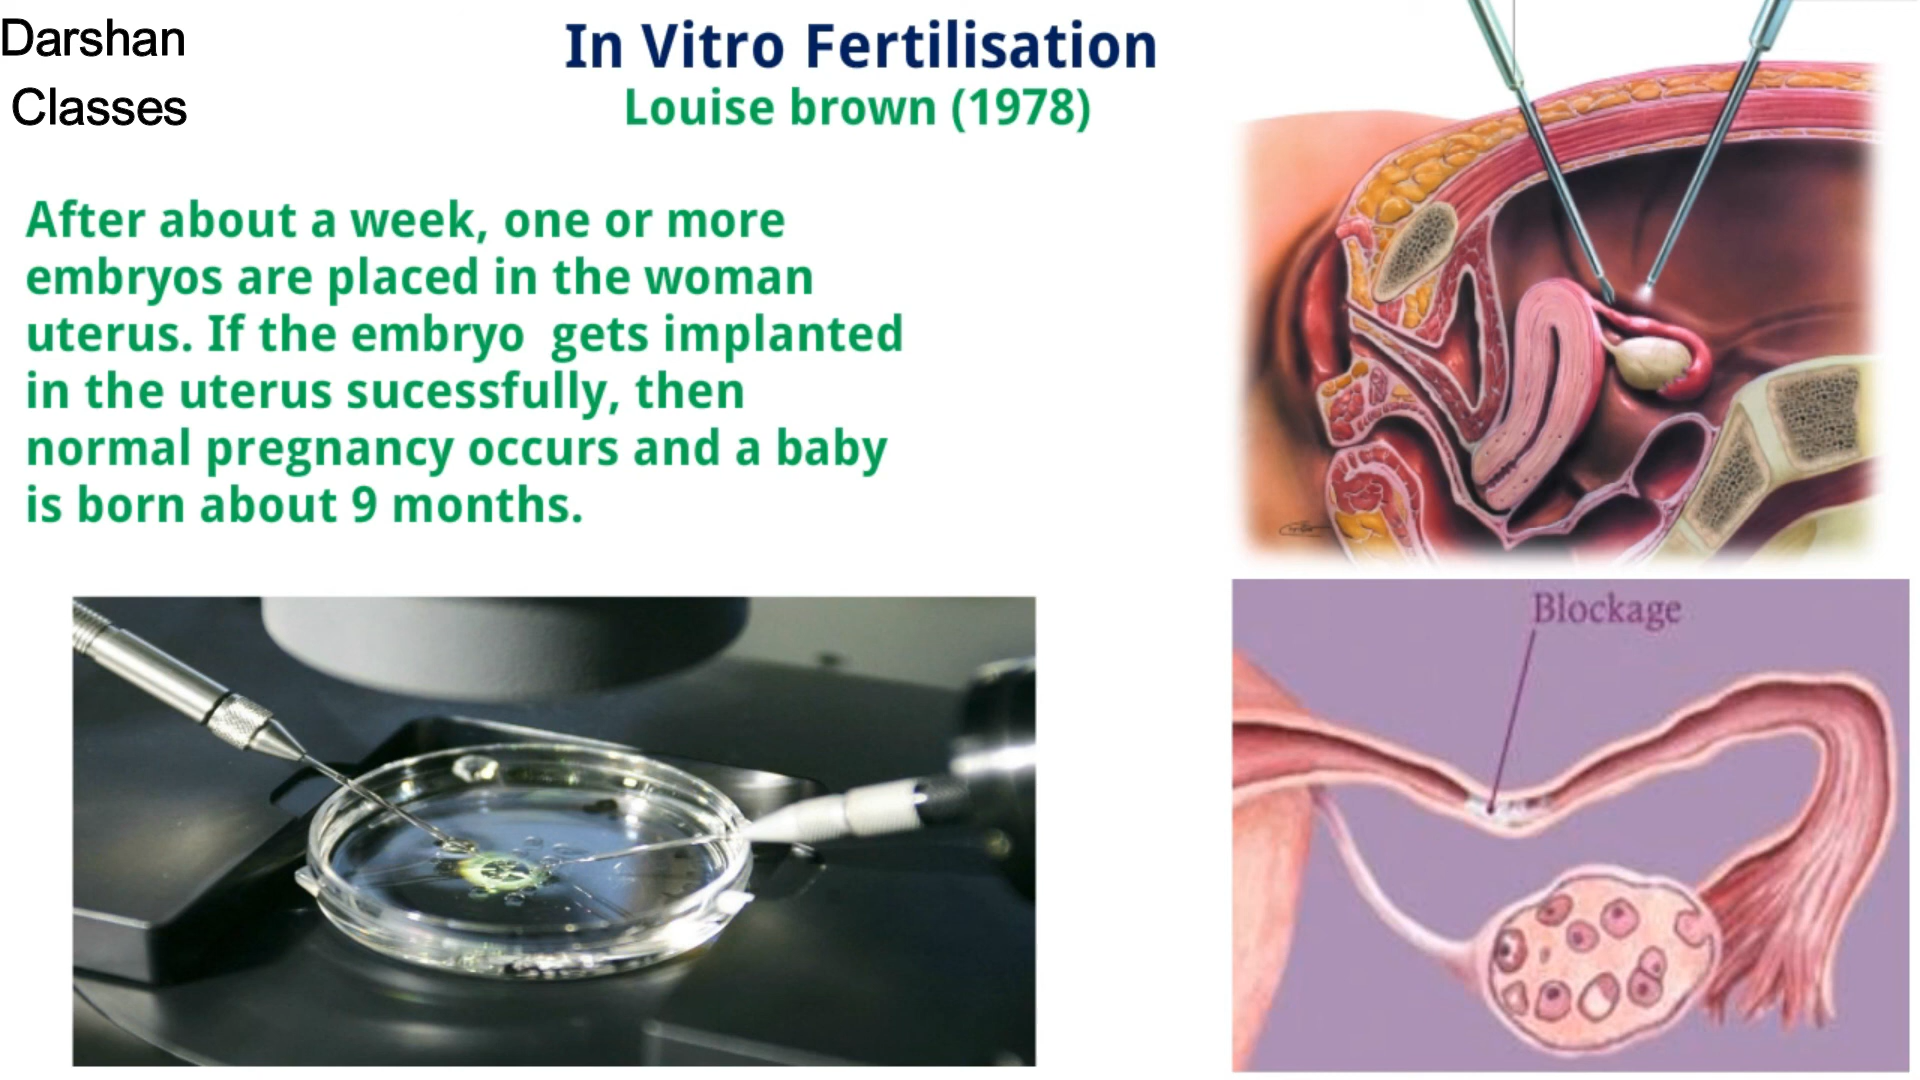 Darshan
Classes
In Vitro Fertilisation
Louise brown (1978)
After about a week, one or more
embryos are placed in the woman
uterus. If the embryo  gets implanted
in the uterus sucessfully, then
normal pregnancy occurs and a baby
is born about 9 months.
Blockage